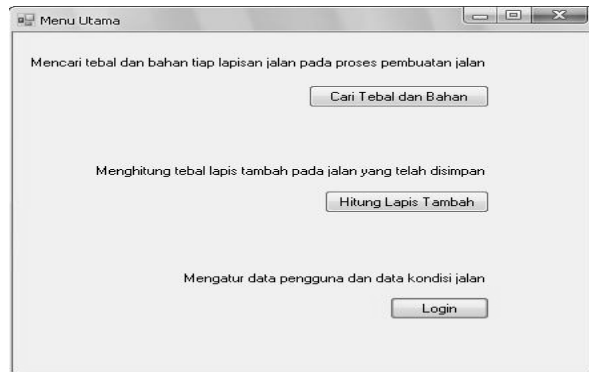 Menu Utama
Mencari tebal dan bahan tiap lapisan jalan pada proses pembuatan jalan
Cari Tebal dan Bahan
Menghitung tebal lapis tambah pada jalan yang telah disimpan
Hitung Lapis Tambah
Mengatur data pengguna dan data kondisi jalan
Login